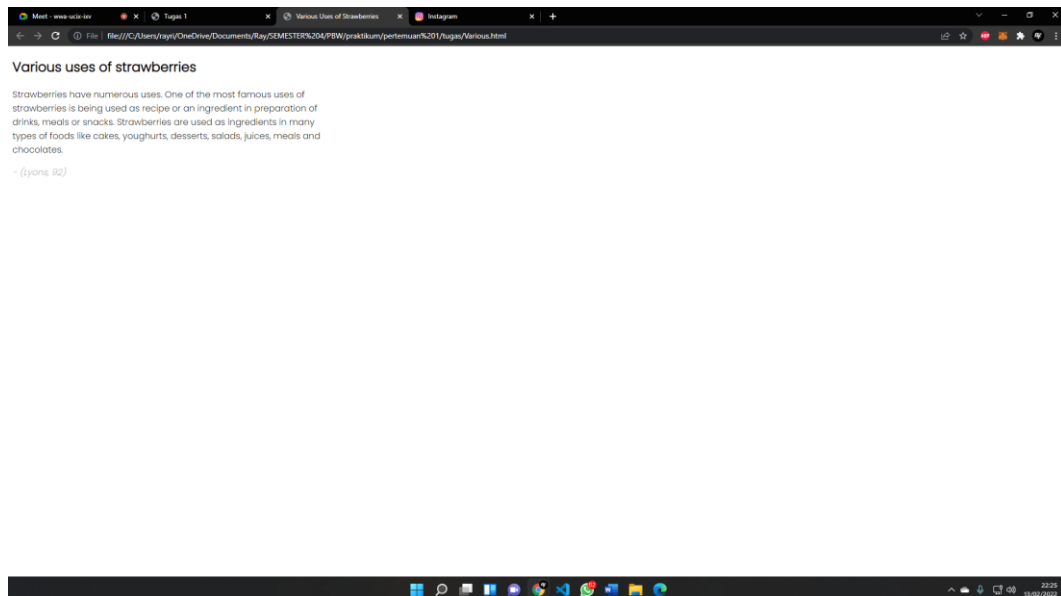 Meet - wwa-ucix-ixv
Tugas 1
Various Uses of Strawberries
Instagram
File
file:///C:/Users/rayri/OneDrive/Documents/Ray/SEMESTER%204/PBW/praktikum/pertemuan%201/tugas/Various.html
Various uses of strawberries
Strawberries have numerous uses. One of the most famous uses of
strawberries is being used as recipe or an ingredient in preparation of
drinks, meals or snacks. Strawberries are used as ingredients in many
types of foods like cakes, youghurts, desserts, salads, juices, meals and
chocolates.
- (Lyons, 92)
22:25
13/02/2022